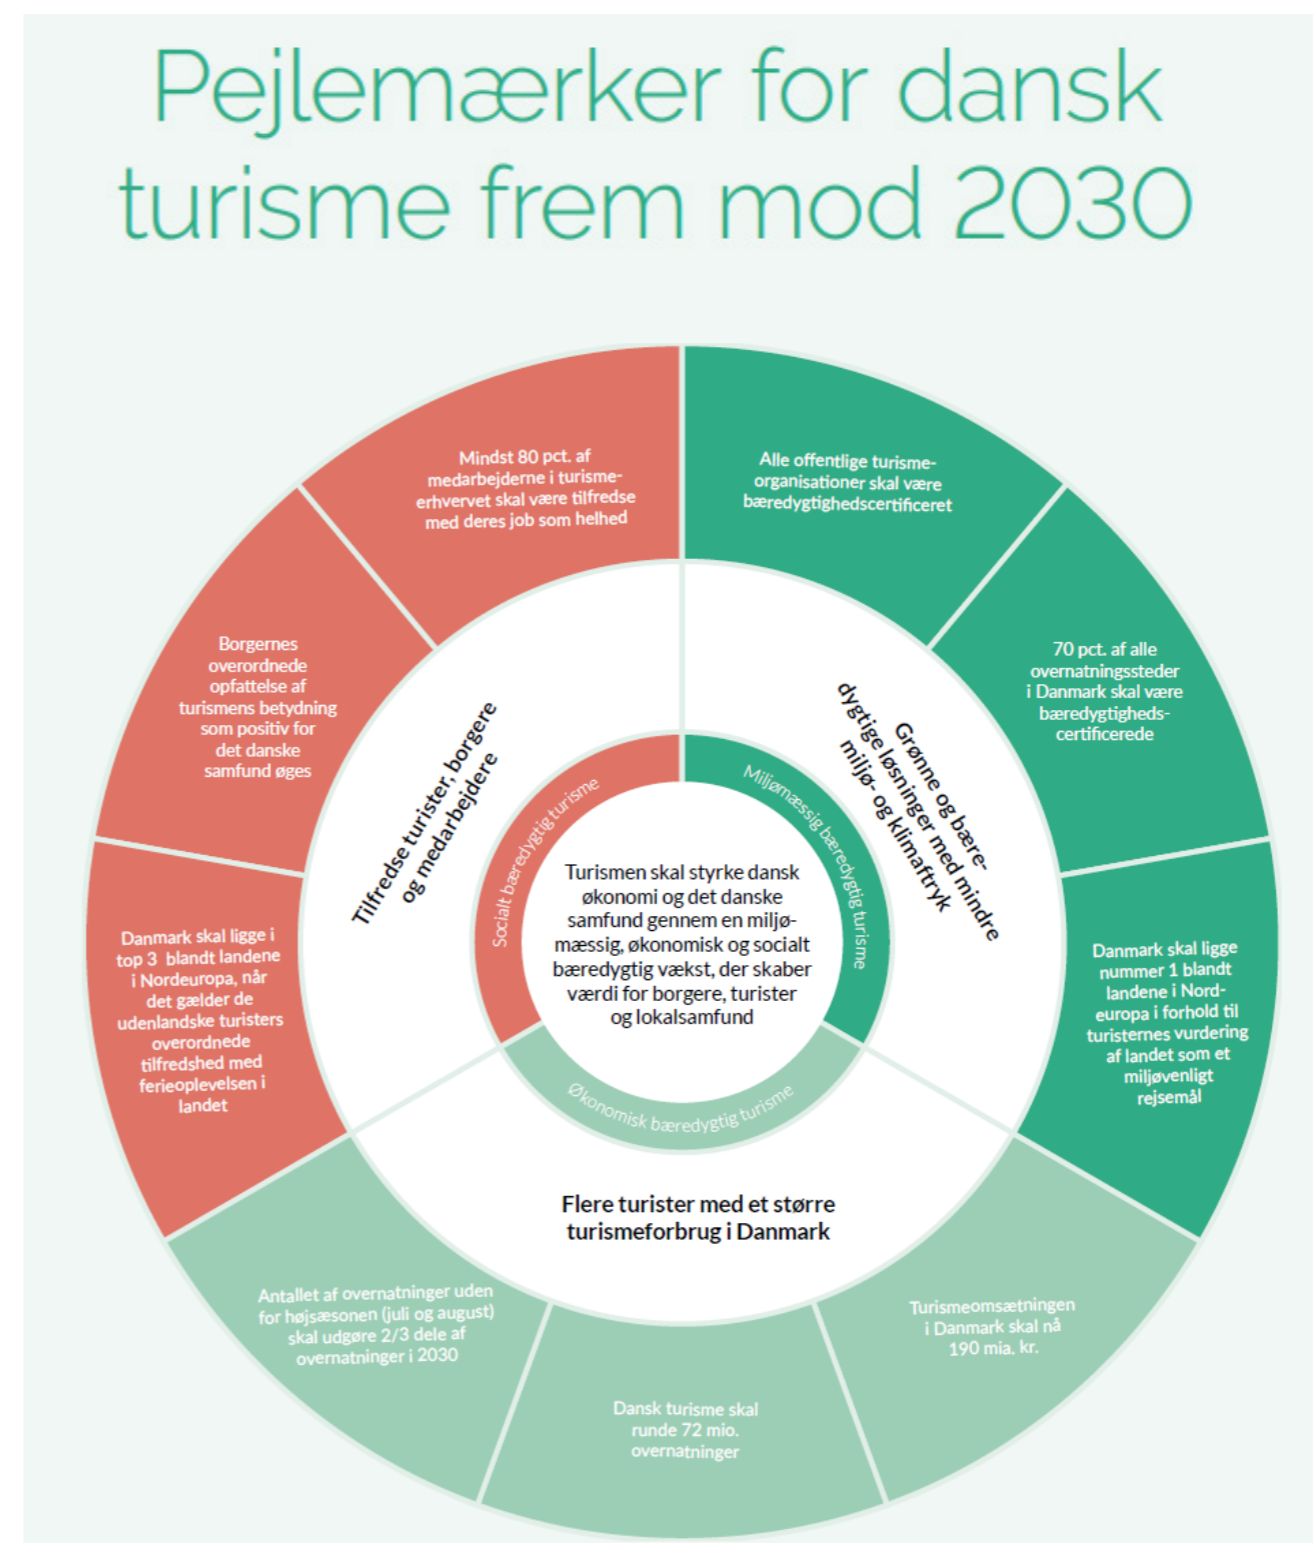 Pejlemærker for dansk
turisme frem mod 2030
Mindst 80 pct. af
medarbejderne i turisme-
erhvervet skal være tilfredse
med deres job som helhed
Alle offentlige turisme-
organisationer skal være
bæredygtighedscertificeret
Borgernes
overordnede
opfattelse af
turismens betydning
som positiv for
det danske
samfund øges
70 pct. af alle
overnatningssteder
i Danmark skal være
bæredygtigheds-
certificerede
Tilfredse turister, borgere
og medarbejdere
Grønne og bære-
dygtige løsninger med mindre
miljø- og klimaftryk
Socialt bæredygtig turisme
Miljømæssig bæredygtig turisme
Turismen skal styrke dansk
økonomi og det danske
samfund gennem en miljø-
mæssig, økonomisk og socialt
bæredygtig vækst, der skaber
værdi for borgere, turister
og lokalsamfund
Danmark skal ligge i
top 3 blandt landene
i Nordeuropa, når
det gælder de
udenlandske turisters
overordnede
tilfredshed med
ferieoplevelsen i
landet
Danmark skal ligge
nummer 1 blandt
landene i Nord-
europa i forhold til
turisternes vurdering
af landet som et
miljøvenligt
rejsemål
Økonomisk bæredygtig turisme
Flere turister med et større
turismeforbrug i Danmark
Antallet af overnatninger uden
for højsæsonen (juli og august)
skal udgøre 2/3 dele af
overnatninger i 2030
Dansk turisme skal
runde 72 mio.
overnatninger
Turismeomsætningen
i Danmark skal nå
190 mia. kr.